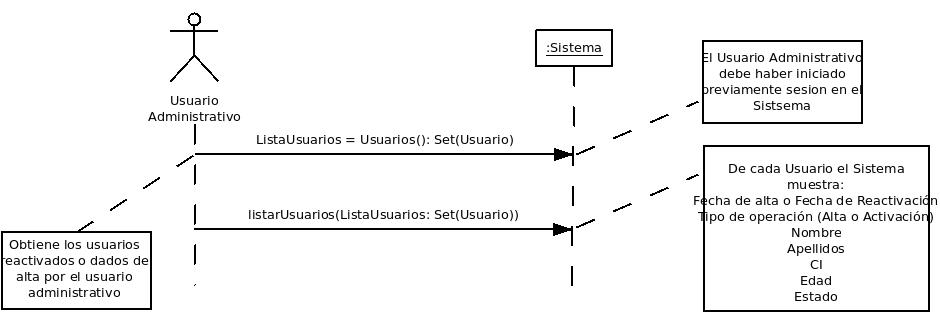 :Sistema
El Usuario Administrativo
debe haber iniciado
previamente sesion en el
Sistsema
Usuario
Administrativo
ListaUsuarios = Usuarios(): Set(Usuario)
De cada Usuario el Sistema
muestra:
Fecha de alta o Fecha de Reactivación
Tipo de operación (Alta o Activación)
Nombre
Apellidos
CI
Edad
Estado
listarUsuarios(ListaUsuarios: Set(Usuario))
Obtiene los usuarios
reactivados o dados de
alta por el usuario
administrativo